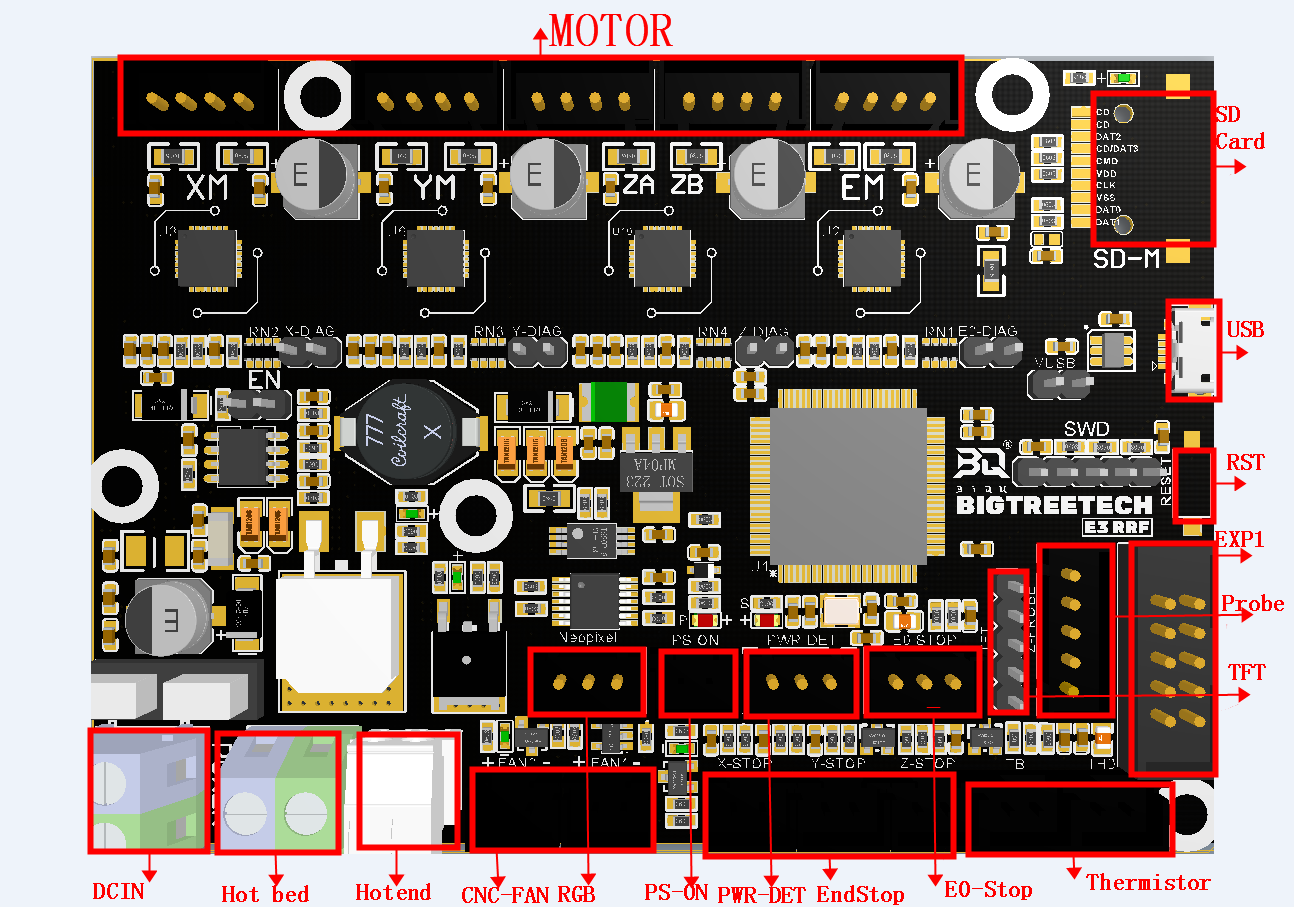 MOTOR
SD
Card
CD
CD
DAT2
CD/DAT3
CMD
VDD
CLK
VSS
DAT0
DAT1
SD-M
XM
YM
ZA ZB
EM
E
E
E
E
RN2 X-DIAG
RN3 Y-DIAG
RN4 Z-DIAG
RN1 E0-DIAG
USB
VUSB
EN
777
Coilcraft
X
SOT 223
MP04A
SWD
RST
RESET
BIGTREETECH
E3 RRF
EXP1
Probe
Z-PROBE
TFT
Neopixel
PS ON
PWR DET
E0 STOP
E
+ FAN2 -
+ FAN1 -
X-STOP
Y-STOP
Z-STOP
TB
TH0
DCIN
Hot bed
Hotend
CNC-FAN
RGB
PS-ON
PWR-DET
EndStop
E0-Stop
Thermistor